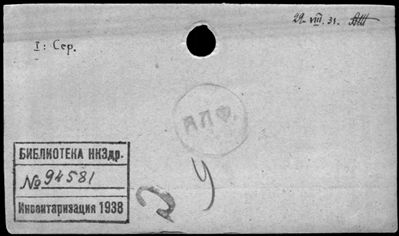 29. VIII. 31.
I: Сер.
АПФ.
БИБЛИОТЕКА НКЗдр.
№ 94581
Инвентаризация 1938
У